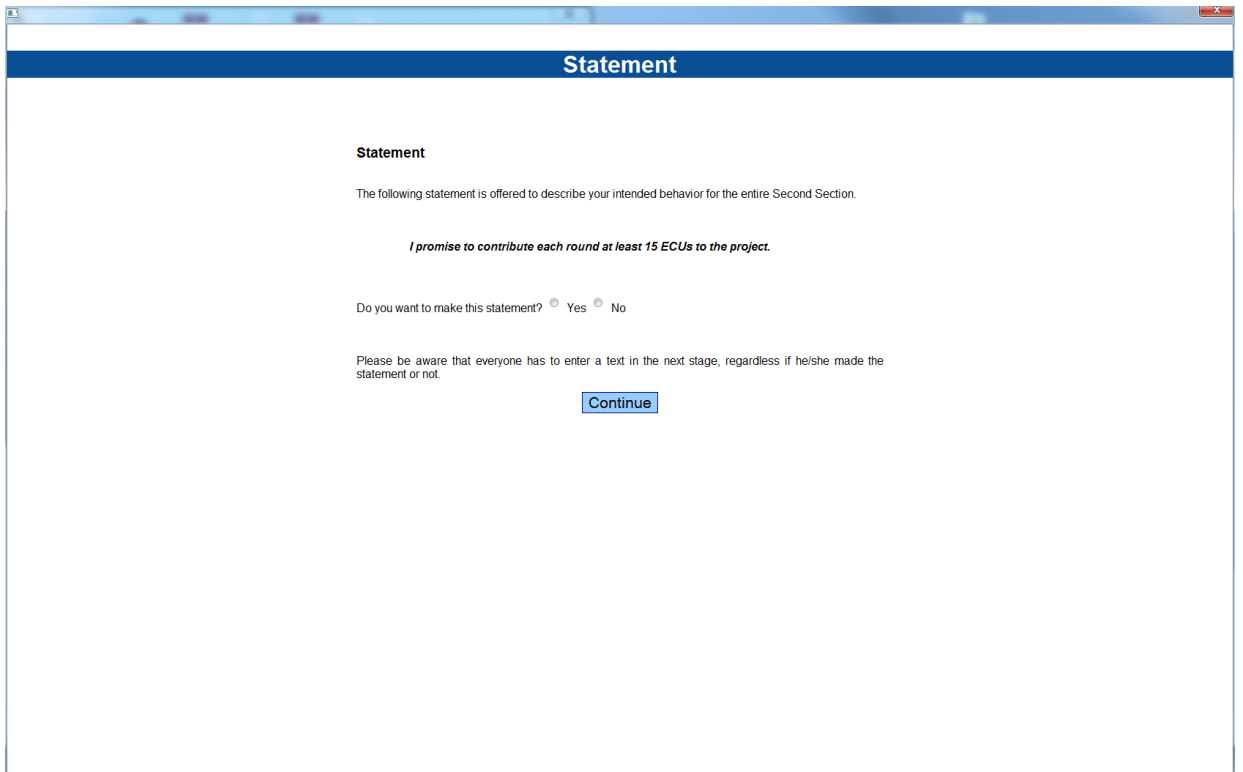 Statement
Statement
The following statement is offered to describe your intended behavior for the entire Second Section.
I promise to contribute each round at least 15 ECUs to the project.
Do you want to make this statement? Yes No
Please be aware that everyone has to enter a text in the next stage, regardless if he/she made the
statement or not.
Continue